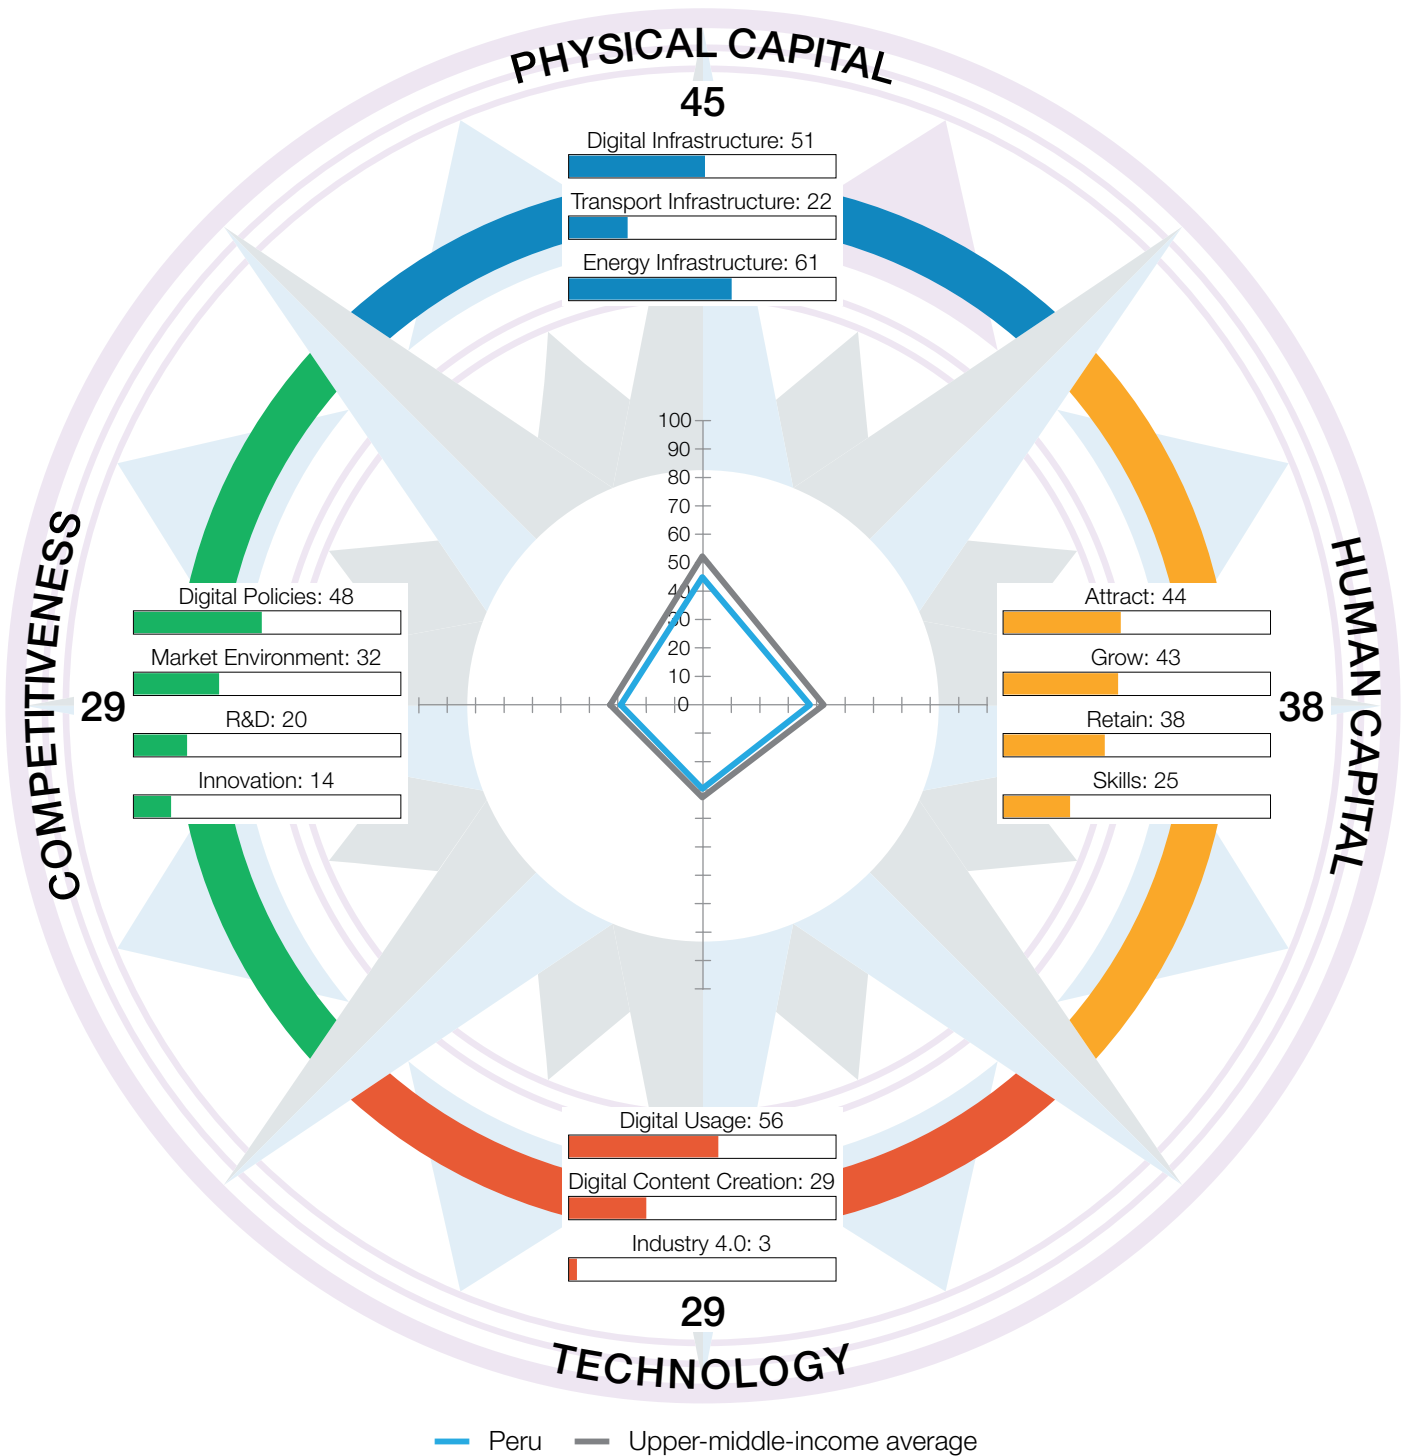 PHYSICAL CAPITAL
45
Digital Infrastructure: 51
Transport Infrastructure: 22
Energy Infrastructure: 61
100
90
80
70
60
50
40
30
20
10
0
COMPETITIVENESS
29
Digital Policies: 48
Market Environment: 32
R&D: 20
Innovation: 14
HUMAN CAPITAL
38
Attract: 44
Grow: 43
Retain: 38
Skills: 25
Digital Usage: 56
Digital Content Creation: 29
Industry 4.0: 3
29
TECHNOLOGY
Peru
Upper-middle-income average